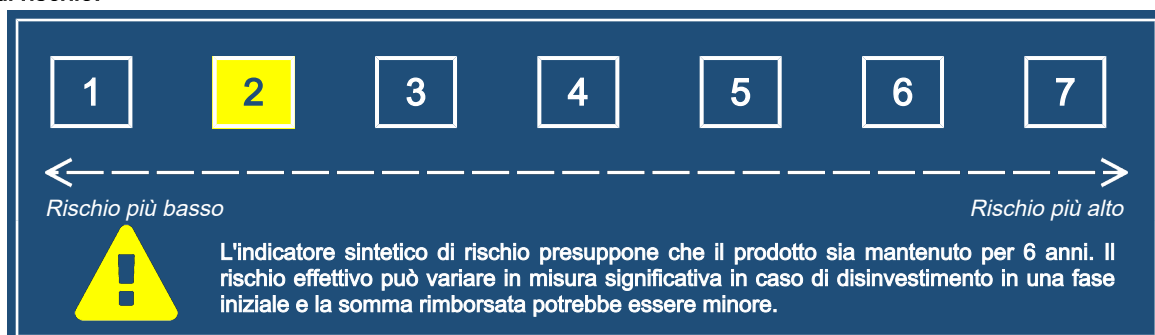 di rischio:
1 2 3 4 5 6 7
Rischio più basso Rischio più alto
L'indicatore sintetico di rischio presuppone che il prodotto sia mantenuto per 6 anni. Il
rischio effettivo può variare in misura significativa in caso di disinvestimento in una fase
iniziale e la somma rimborsata potrebbe essere minore.